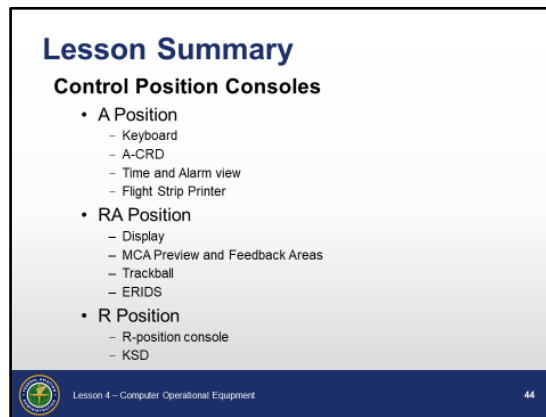 Lesson Summary
Control Position Consoles
• A Position
– Keyboard
– A-CRD
– Time and Alarm view
– Flight Strip Printer
• RA Position
– Display
– MCA Preview and Feedback Areas
– Trackball
– ERIDS
• R Position
– R-position console
– KSD
Lesson 4 – Computer Operational Equipment
44